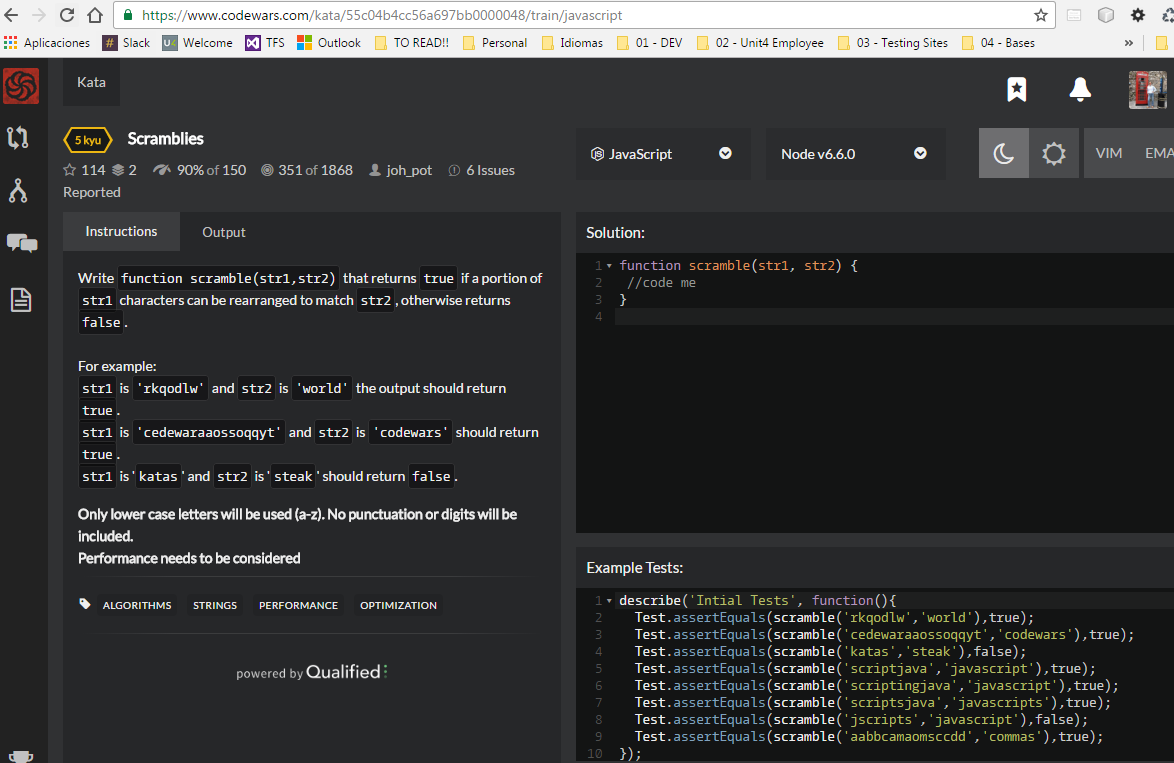 https://www.codewars.com/kata/55c04b4cc56a697bb0000048/train/javascript
Aplicaciones Slack Welcome TFS Outlook TO READ!! Personal Idiomas 01 - DEV 02 - Unit4 Employee 03 - Testing Sites 04 - Bases »
Kata
5 kyu Scramblies
114 2 90% of 150 351 of 1868 joh_pot 6 Issues
Reported
JavaScript
Node v6.6.0
VIM EMA
Instructions Output
Write function scramble(str1,str2) that returns true if a portion of
str1 characters can be rearranged to match str2, otherwise returns
false.
For example:
str1 is 'rkqodlw' and str2 is 'world' the output should return
true.
str1 is 'cedewaraaossoqqyt' and str2 is 'codewars' should return
true.
str1 is 'katas' and str2 is 'steak' should return false.
Only lower case letters will be used (a-z). No punctuation or digits will be
included.
Performance needs to be considered
ALGORITHMS STRINGS PERFORMANCE OPTIMIZATION
powered by Qualified
Solution:
1 function scramble(str1, str2) {
2 //code me
3 }
4
Example Tests:
1 describe('Intial Tests', function(){
2 Test.assertEquals(scramble('rkqodlw','world'),true);
3 Test.assertEquals(scramble('cedewaraaossoqqyt','codewars'),true);
4 Test.assertEquals(scramble('katas','steak'),false);
5 Test.assertEquals(scramble('scriptjava','javascript'),true);
6 Test.assertEquals(scramble('scriptingjava','javascript'),true);
7 Test.assertEquals(scramble('scriptsjava','javascripts'),true);
8 Test.assertEquals(scramble('jscripts','javascript'),false);
9 Test.assertEquals(scramble('aabbcamaomsccdd','commas'),true);
10 });